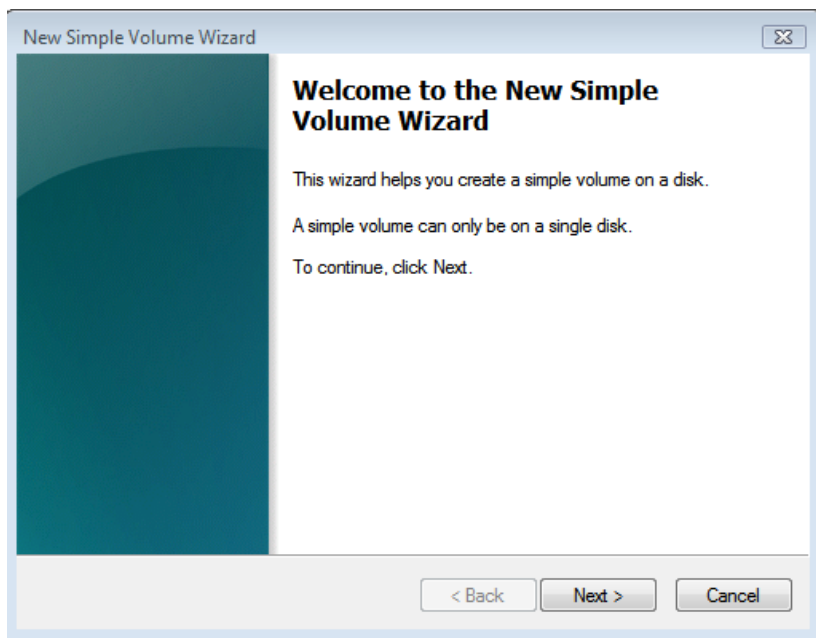 New Simple Volume Wizard
Welcome to the New Simple
Volume Wizard
This wizard helps you create a simple volume on a disk.
A simple volume can only be on a single disk.
To continue, click Next.
< Back Next > Cancel